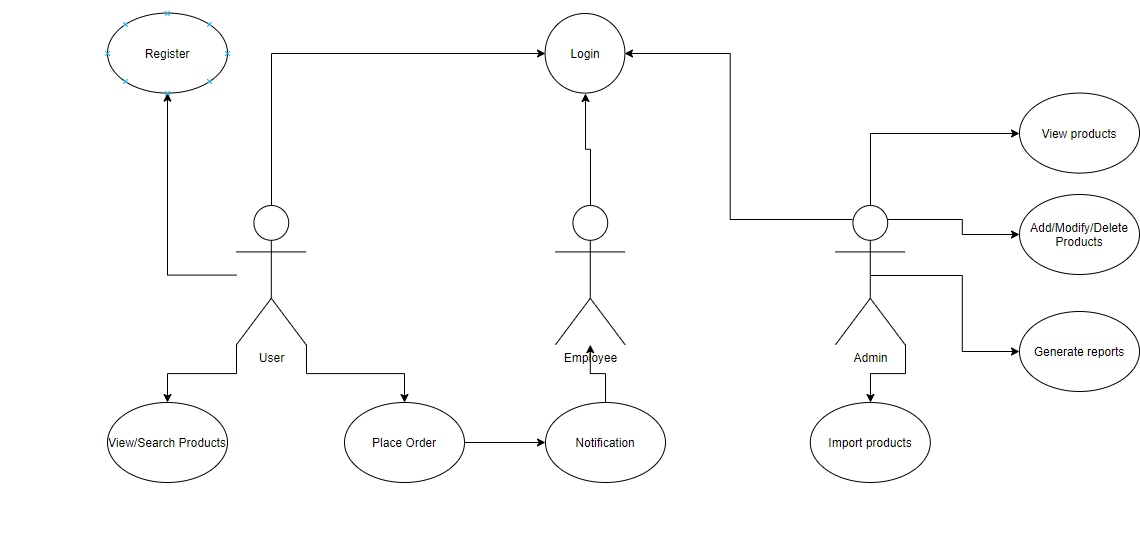 Register
Login
View products
Add/Modify/Delete
Products
Generate reports
User
Employee
Admin
View/Search Products
Place Order
Notification
Import products